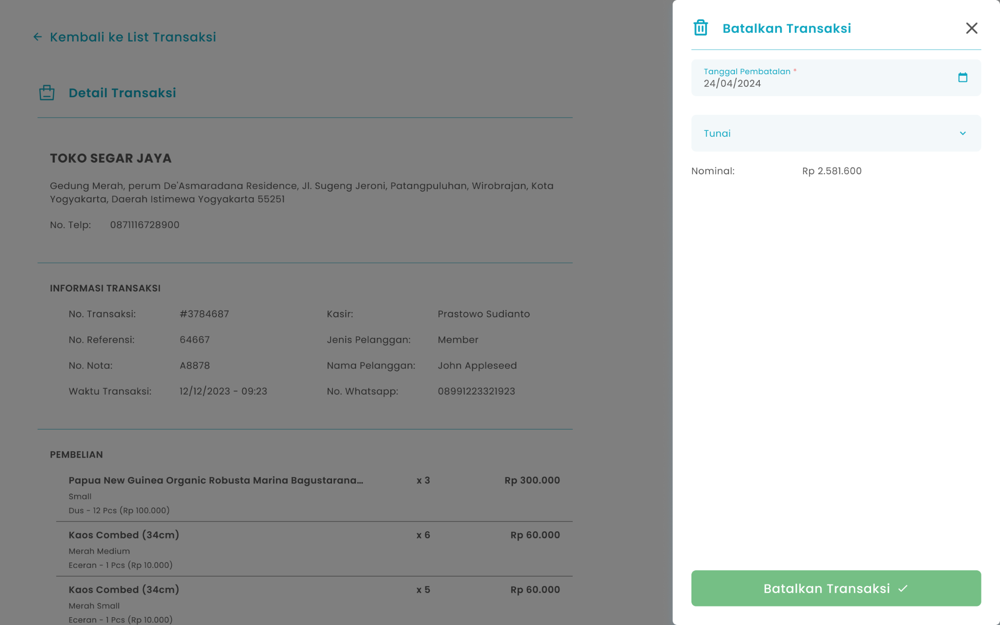 Kembali ke List Transaksi
Detail Transaksi
TOKO SEGAR JAYA
Gedung Merah, perum De'Asmaradana Residence, Jl. Sugeng Jeroni, Patangpuluhan, Wirobrajan, Kota
Yogyakarta, Daerah Istimewa Yogyakarta 55251
No. Telp: 0871116728900
INFORMASI TRANSAKSI
No. Transaksi: #3784687 Kasir: Prastowo Sudianto
No. Referensi: 64667 Jenis Pelanggan: Member
No. Nota: A8878 Nama Pelanggan: John Appleseed
Waktu Transaksi: 12/12/2023 - 09:23 No. Whatsapp: 08991223321923
PEMBELIAN
Papua New Guinea Organic Robusta Marina Bagustarana... x 3 Rp 300.000
Small
Dus - 12 Pcs (Rp 100.000)
Kaos Combed (34cm) x 6 Rp 60.000
Merah Medium
Eceran - 1 Pcs (Rp 10.000)
Kaos Combed (34cm) x 5 Rp 60.000
Merah Small
Eceran - 1 Pcs (Rp 10.000)
Batalkan Transaksi
Tanggal Pembatalan *
24/04/2024
Tunai
Nominal: Rp 2.581.600
Batalkan Transaksi